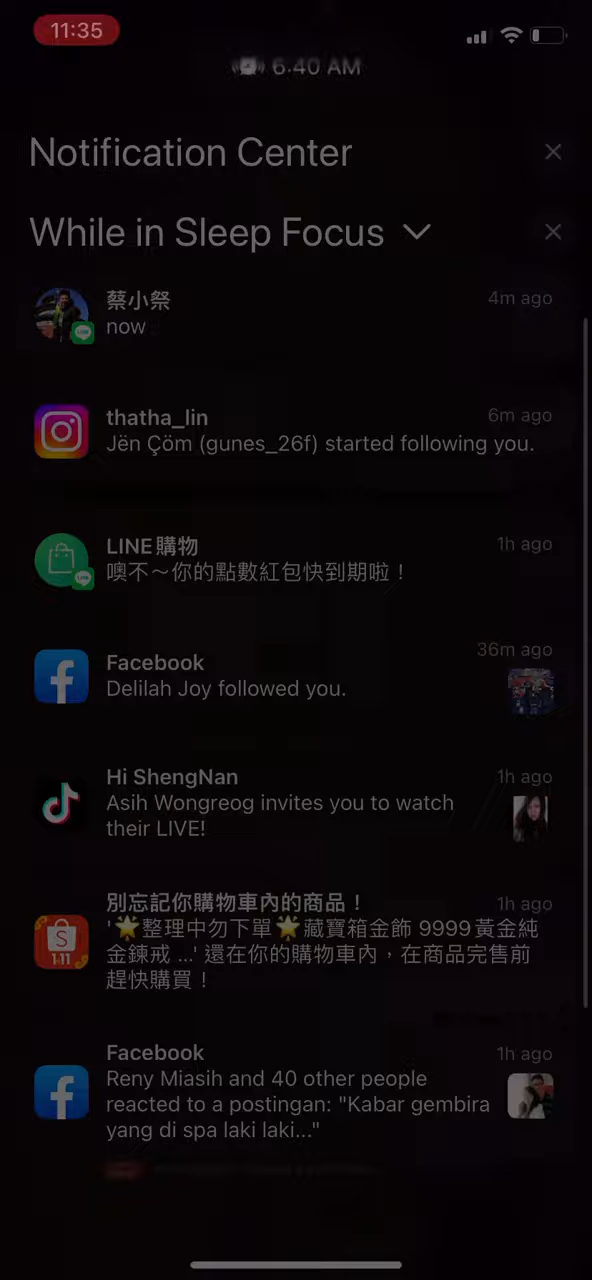 11:35
6:40 AM
Notification Center
While in Sleep Focus
蔡小祭
4m ago
now
thatha_lin
6m ago
Jën Çöm (gunes_26f) started following you.
LINE購物
1h ago
噢不～你的點數紅包快到期啦！
Facebook
36m ago
Delilah Joy followed you.
Hi ShengNan
1h ago
Asih Wongreog invites you to watch
their LIVE!
別忘記你購物車內的商品！
1h ago
'🌟整理中勿下單🌟藏寶箱金飾 9999黃金純
金鍊戒 ...' 還在你的購物車內，在商品完售前
趕快購買！
S
1.11
Facebook
1h ago
Reny Miasih and 40 other people
reacted to a postingan: "Kabar gembira
yang di spa laki laki..."